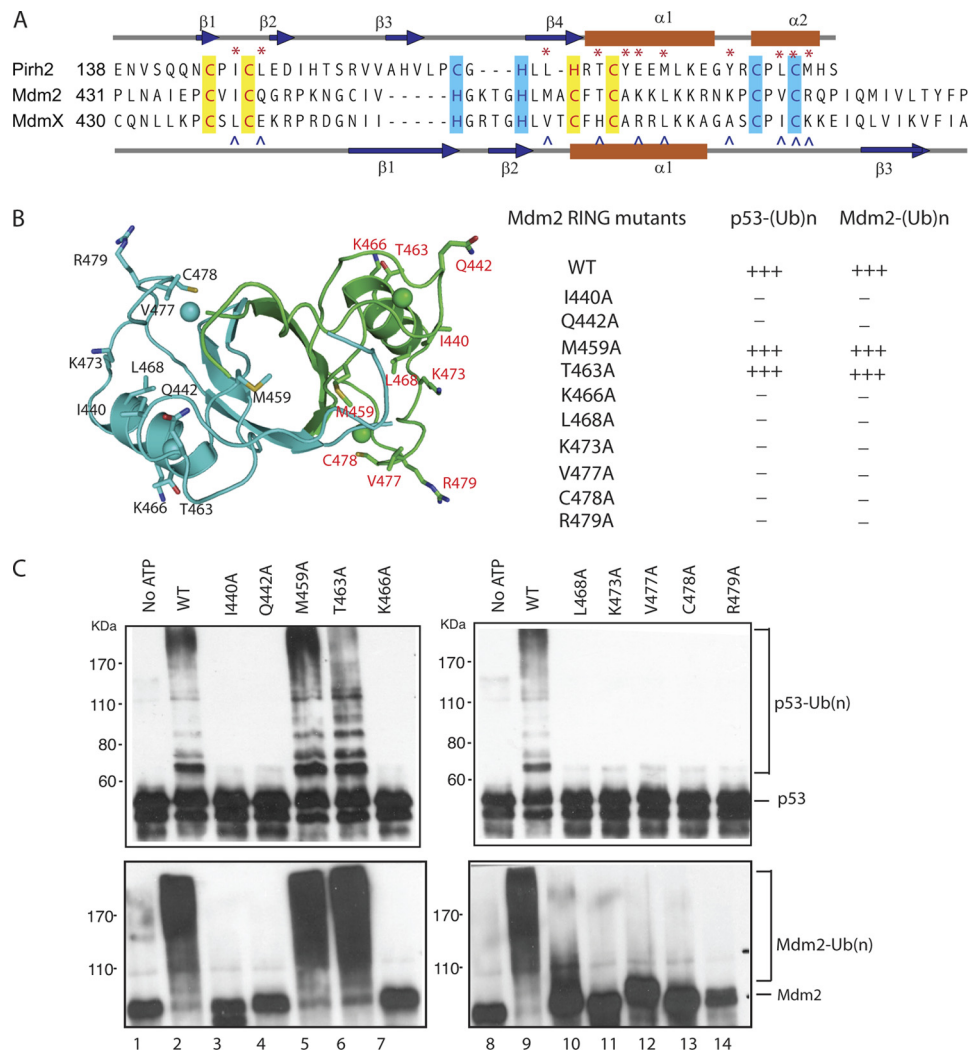 A
β1 β2 β3 β4 α1 α2
* * * * * * * * * * *
Pirh2 138 ENVSQQNCPICLEDIHTSRVVAHVLPCG---HLLHRTCYEEMLKEGYRCPLCMHS
Mdm2 431 PLNAIEPCVICQGRPKNGCIV-----HGKTGHLMACFTCAKKLKKRNKPCPVCRQPIQMIVLTYFP
MdmX 430 CQNLLKPCSLCEKRPRDGNII-----HGRTGHLVTCFHCARRLKKAGASCPICKKEIQLVIKVFIA
^ ^ ^ ^ ^ ^ ^ ^ ^ ^
β1 β2 α1 β3
B
R479
C478
V477
K473
L468
Q442
I440
K466
T463
M459
K466
T463
Q442
I440
L468
K473
M459
C478
V477
R479
Mdm2 RING mutants p53-(Ub)n Mdm2-(Ub)n
WT +++ +++
I440A – –
Q442A – –
M459A +++ +++
T463A +++ +++
K466A – –
L468A – –
K473A – –
V477A – –
C478A – –
R479A – –
C
No ATP WT I440A Q442A M459A T463A K466A
No ATP WT L468A K473A V477A C478A R479A
KDa
170
110
80
60
KDa
170
110
80
60
p53-Ub(n)
p53
170
110
170
110
Mdm2-Ub(n)
Mdm2
1 2 3 4 5 6 7 8 9 10 11 12 13 14